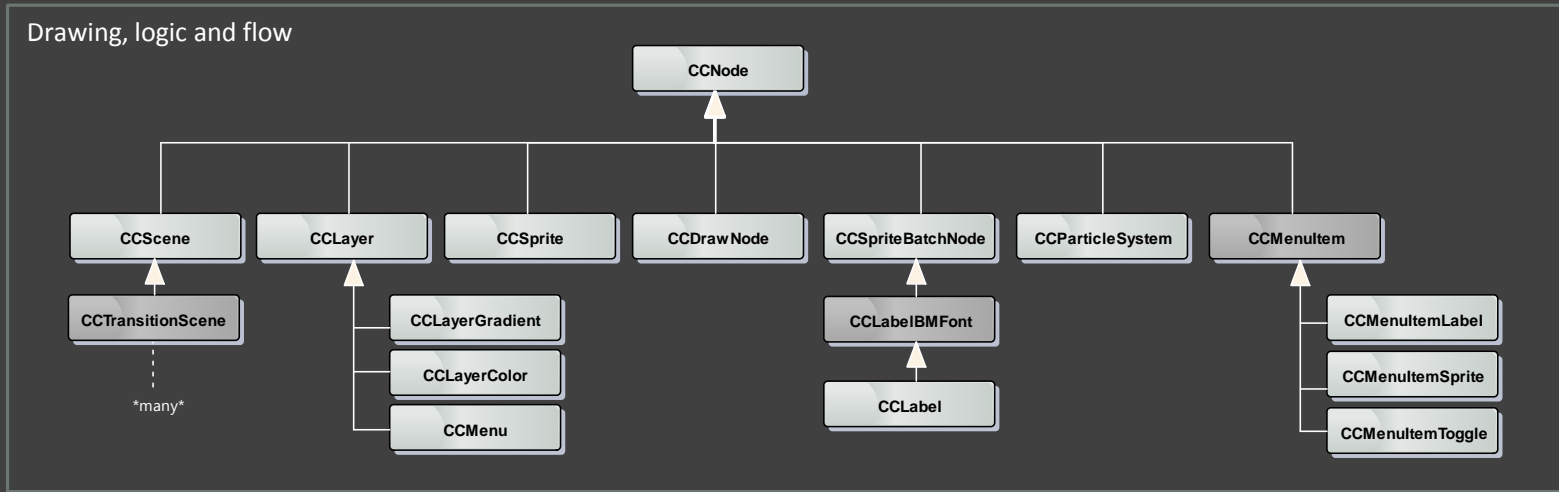 Drawing, logic and flow
CCNode
CCScene
CCLayer
CCSprite
CCDrawNode
CCSpriteBatchNode
CCParticleSystem
CCMenuItem
CCTransitionScene
*many*
CCLayerGradient
CCLayerColor
CCMenu
CCLabelBMFont
CCLabel
CCMenuItemLabel
CCMenuItemSprite
CCMenuItemToggle